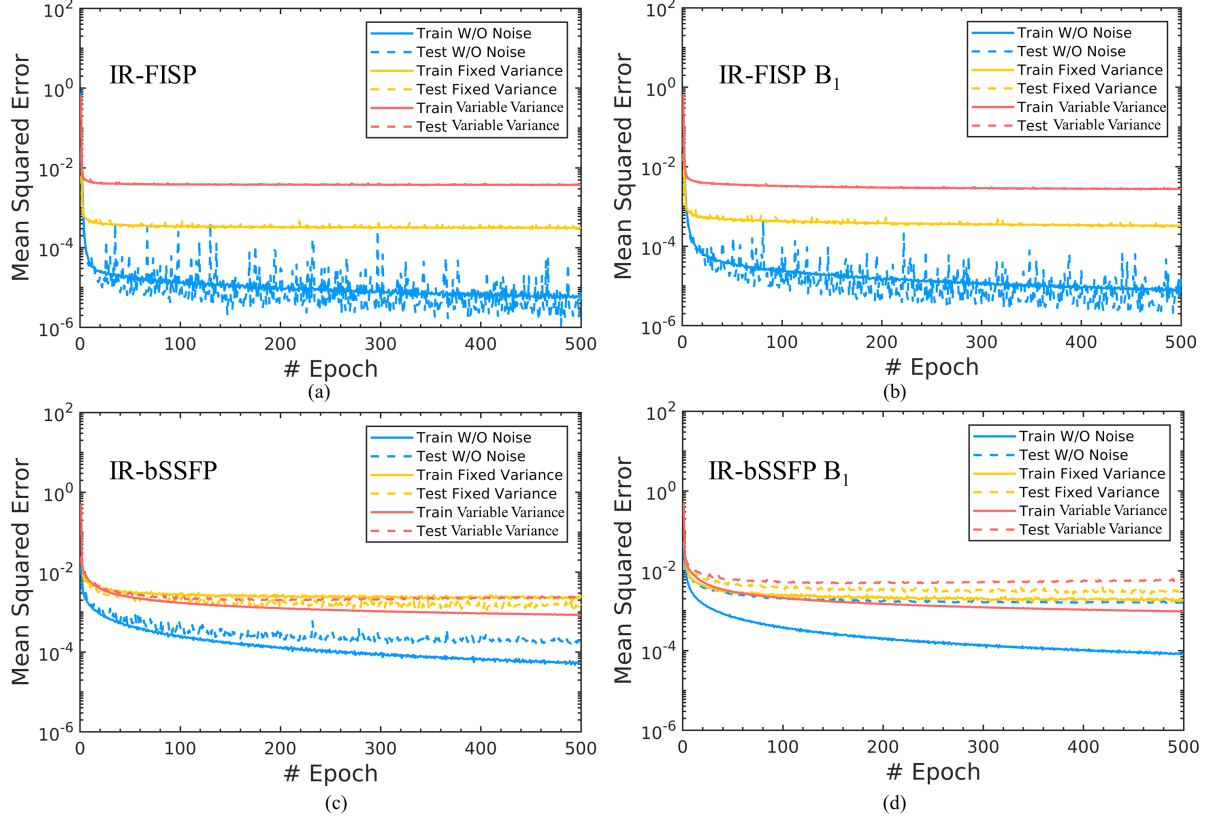 10^2
10^0
10^-2
10^-4
10^-6
Mean Squared Error
IR-FISP
Train W/O Noise
Test W/O Noise
Train Fixed Variance
Test Fixed Variance
Train Variable Variance
Test Variable Variance
0 100 200 300 400 500
# Epoch
(a)
10^2
10^0
10^-2
10^-4
10^-6
Mean Squared Error
IR-FISP B₁
Train W/O Noise
Test W/O Noise
Train Fixed Variance
Test Fixed Variance
Train Variable Variance
Test Variable Variance
0 100 200 300 400 500
# Epoch
(b)
10^2
10^0
10^-2
10^-4
10^-6
Mean Squared Error
IR-bSSFP
Train W/O Noise
Test W/O Noise
Train Fixed Variance
Test Fixed Variance
Train Variable Variance
Test Variable Variance
0 100 200 300 400 500
# Epoch
(c)
10^2
10^0
10^-2
10^-4
10^-6
Mean Squared Error
IR-bSSFP B₁
Train W/O Noise
Test W/O Noise
Train Fixed Variance
Test Fixed Variance
Train Variable Variance
Test Variable Variance
0 100 200 300 400 500
# Epoch
(d)